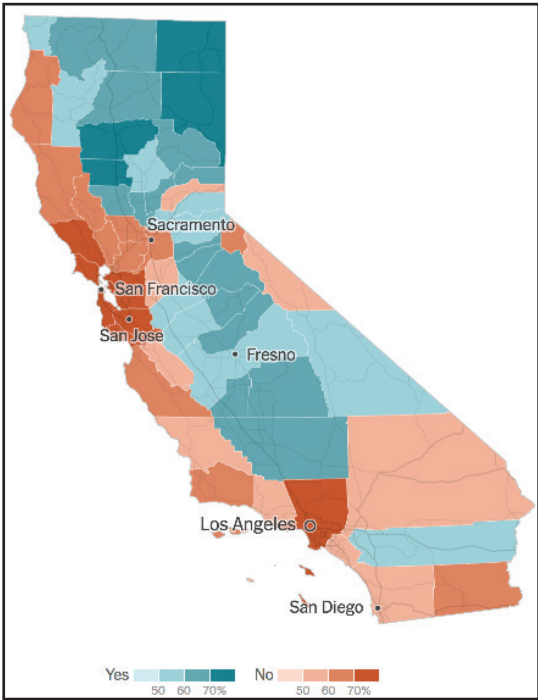 Sacramento
San Francisco
San Jose
Fresno
Los Angeles
San Diego
Yes No
50 60 70% 50 60 70%